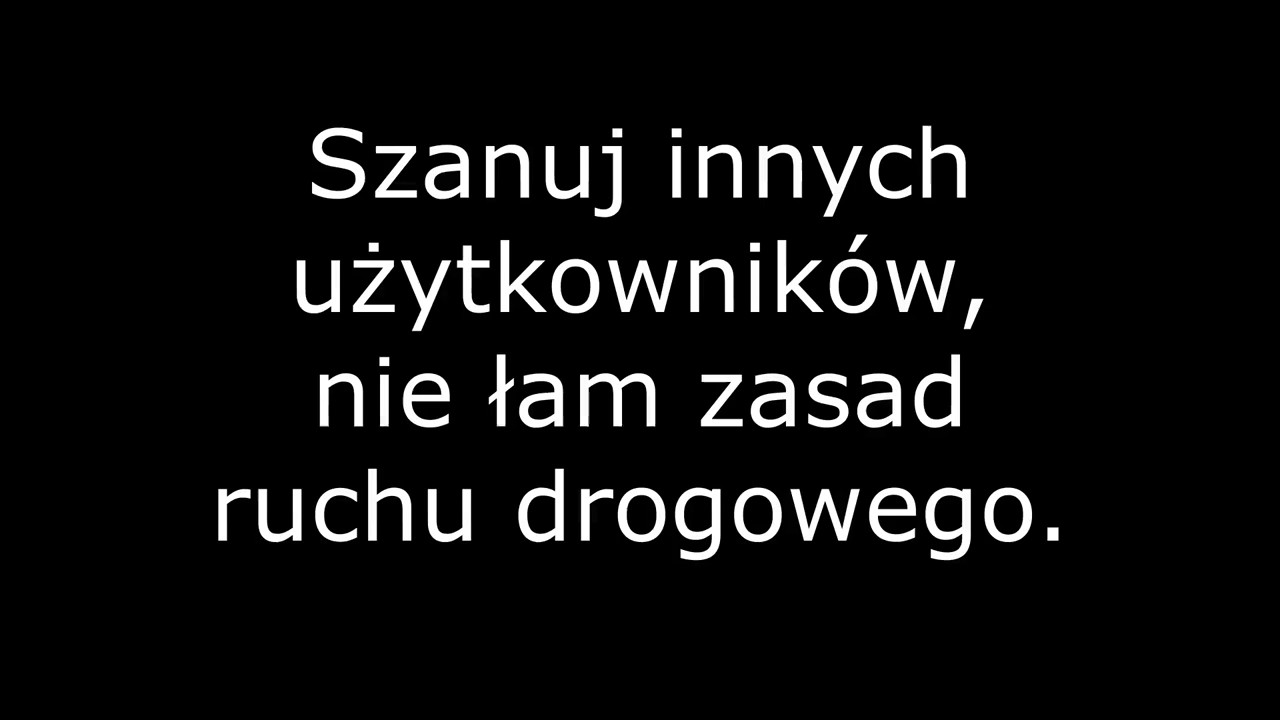 Szanuj innych
użytkowników,
nie łam zasad
ruchu drogowego.